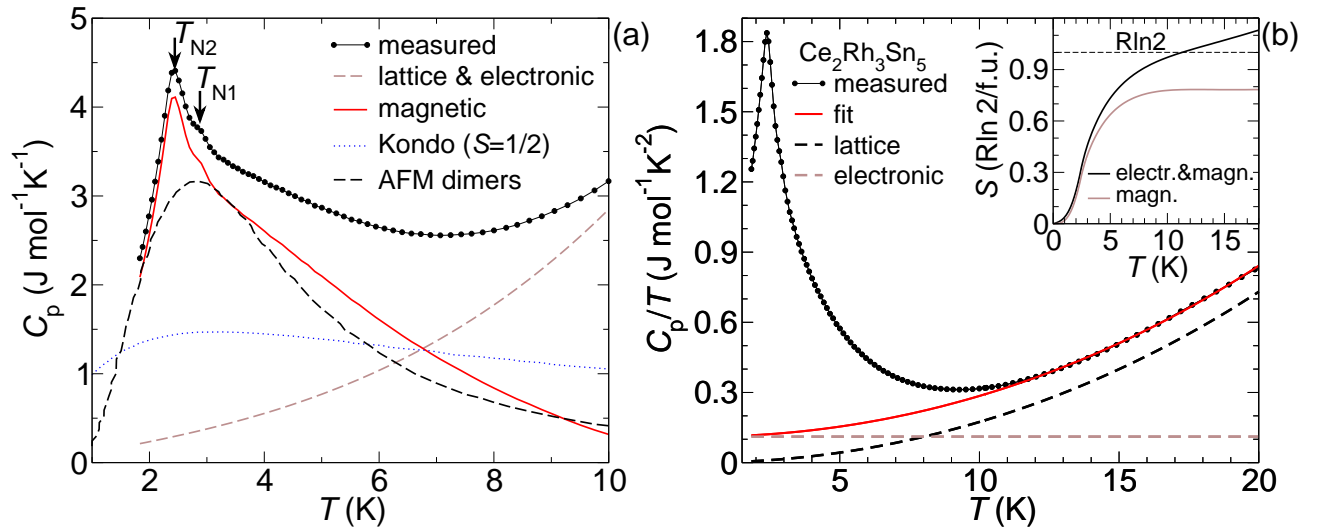 (a)
T_N2
T_N1
measured
lattice & electronic
magnetic
Kondo (S=1/2)
AFM dimers
5
4
3
2
1
0
C_p (J mol^-1 K^-1)
2 4 6 8 10
T (K)
(b)
Ce_2Rh_3Sn_5
measured
fit
lattice
electronic
1.8
1.5
1.2
0.9
0.6
0.3
0
C_p/T (J mol^-1 K^-2)
5 10 15 20
T (K)
Rln2
0.9
0.6
0.3
0
S (Rln 2/f.u.)
electr.&magn.
magn.
0 5 10 15
T (K)